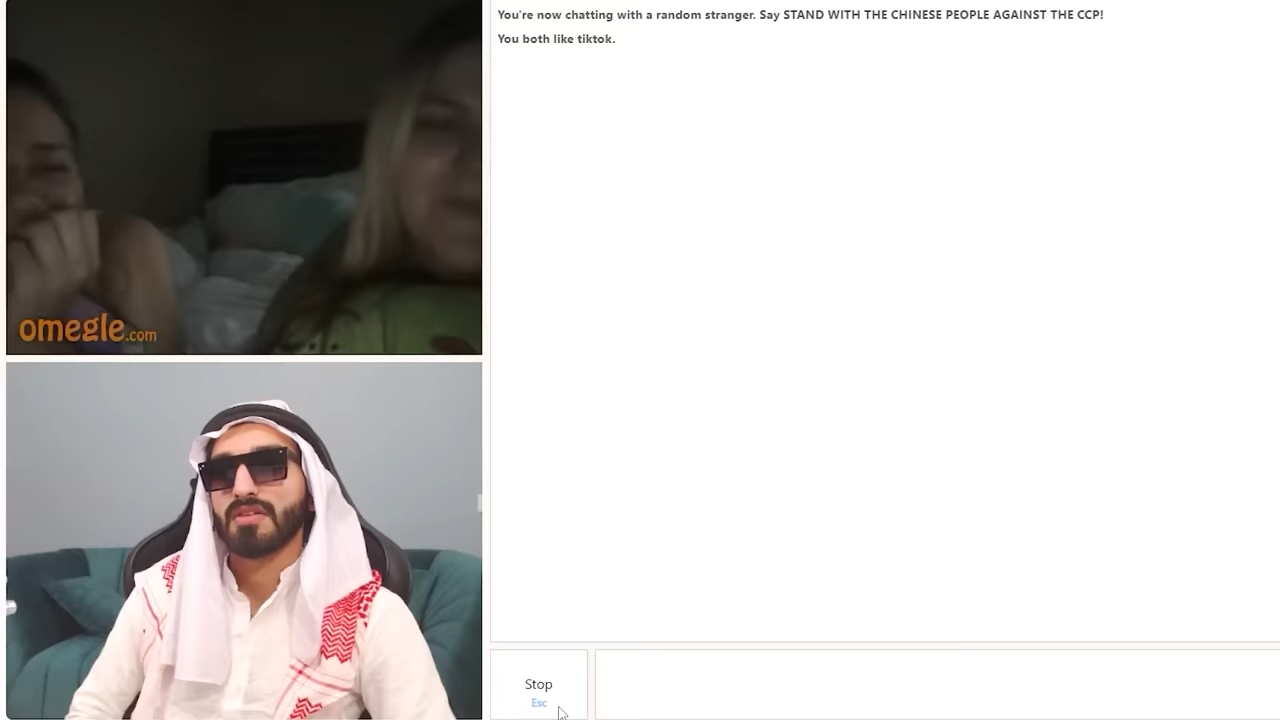 You're now chatting with a random stranger. Say STAND WITH THE CHINESE PEOPLE AGAINST THE CCP!
You both like tiktok.
omegle.com
Stop
Esc